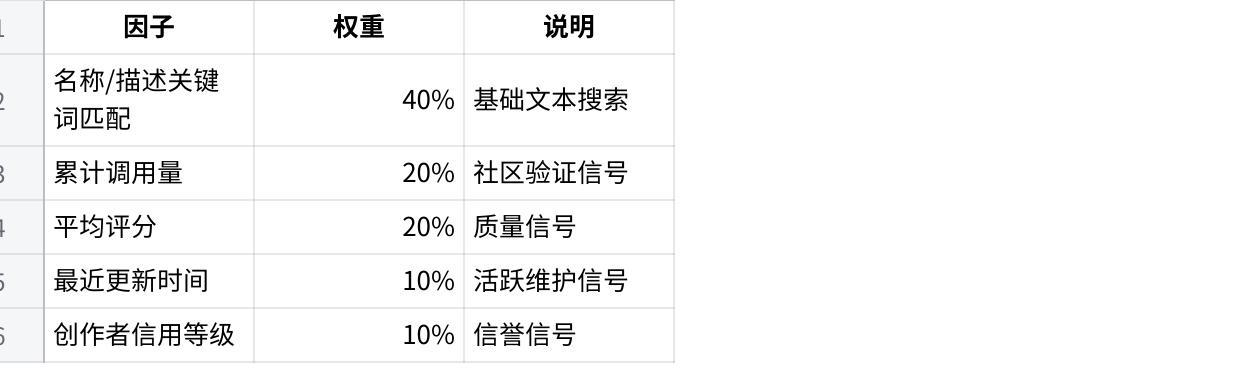 因子 权重 说明
名称/描述关键
词匹配
40% 基础文本搜索
累计调用量 20% 社区验证信号
平均评分 20% 质量信号
最近更新时间 10% 活跃维护信号
创作者信用等级 10% 信誉信号